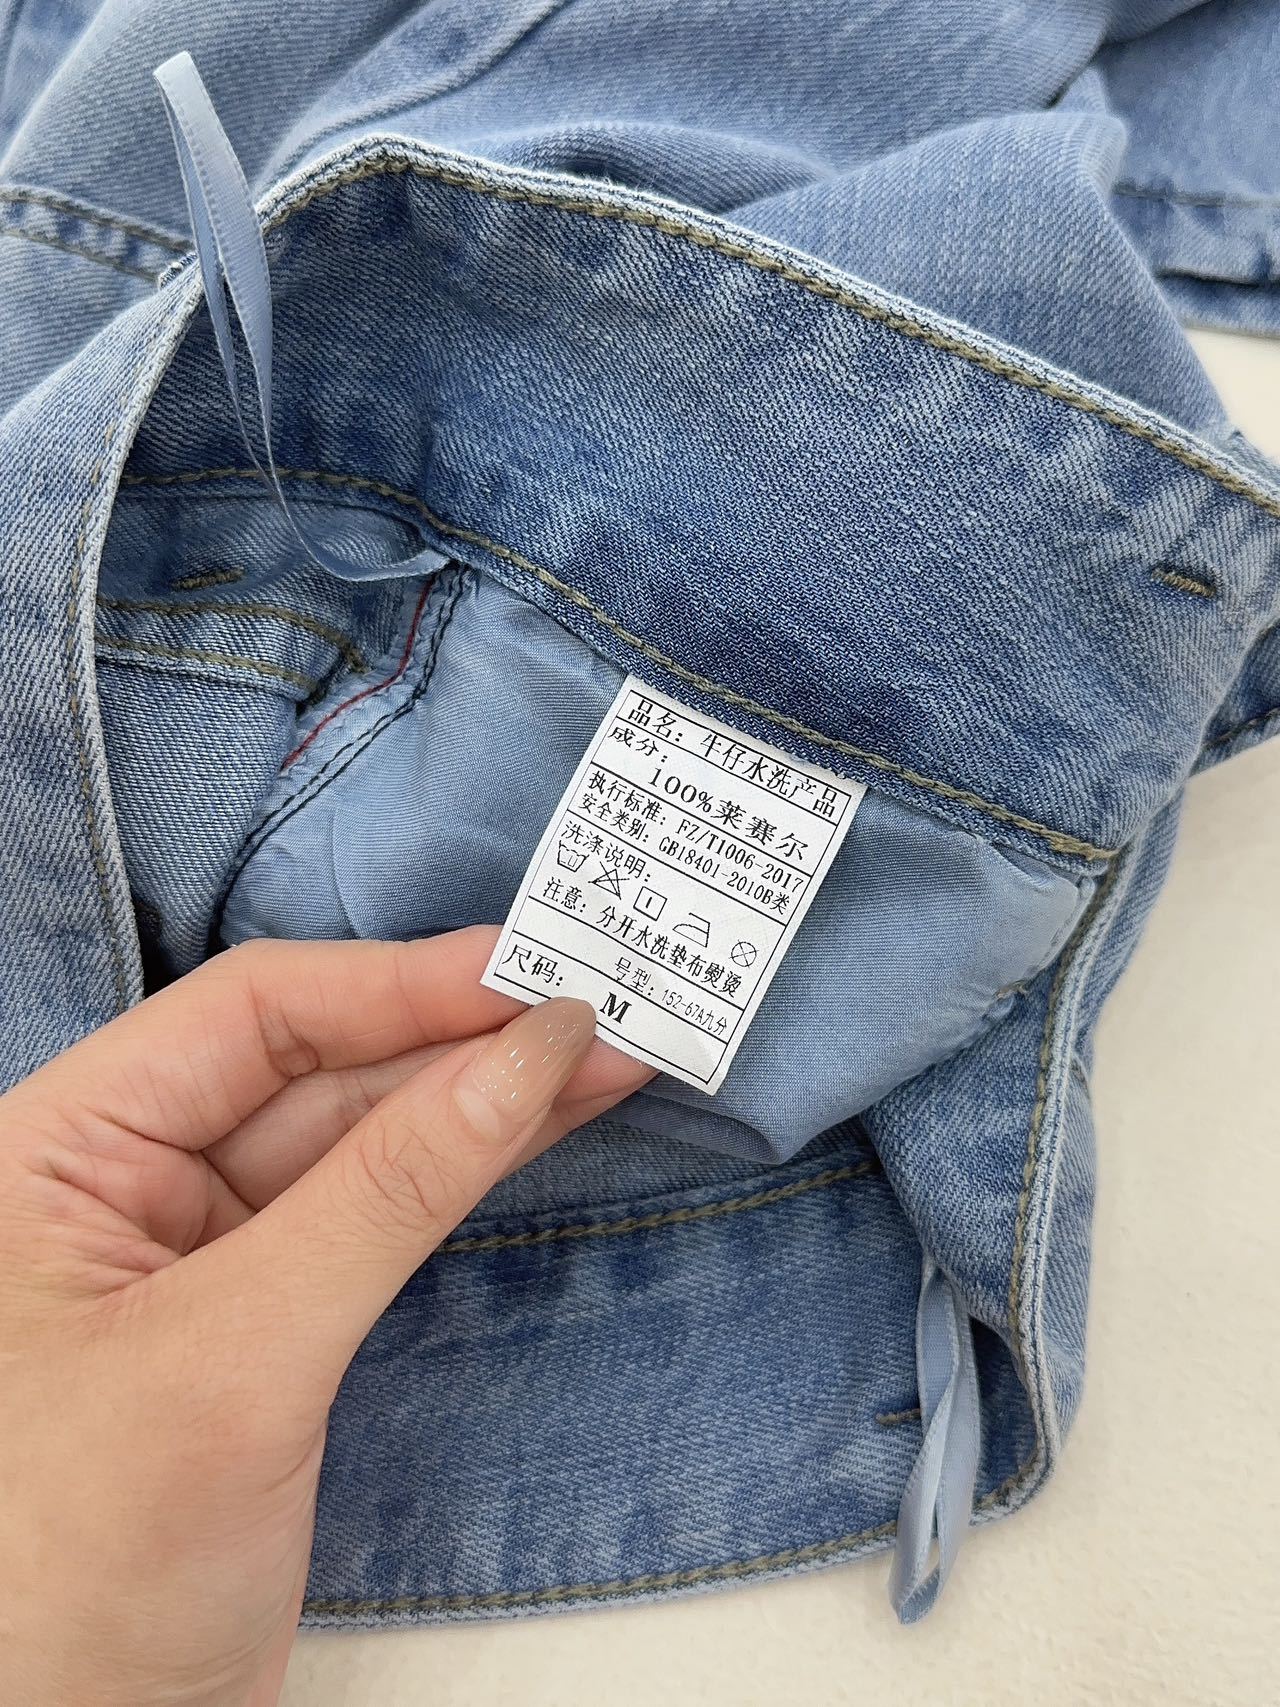 品名：牛仔水洗产品
成分：
100%莱赛尔
执行标准：FZ/T1006-2017
安全类别：GB18401-2010B类
洗涤说明：
注意：分开水洗垫布熨烫
号型：152-67A九分
尺码：M